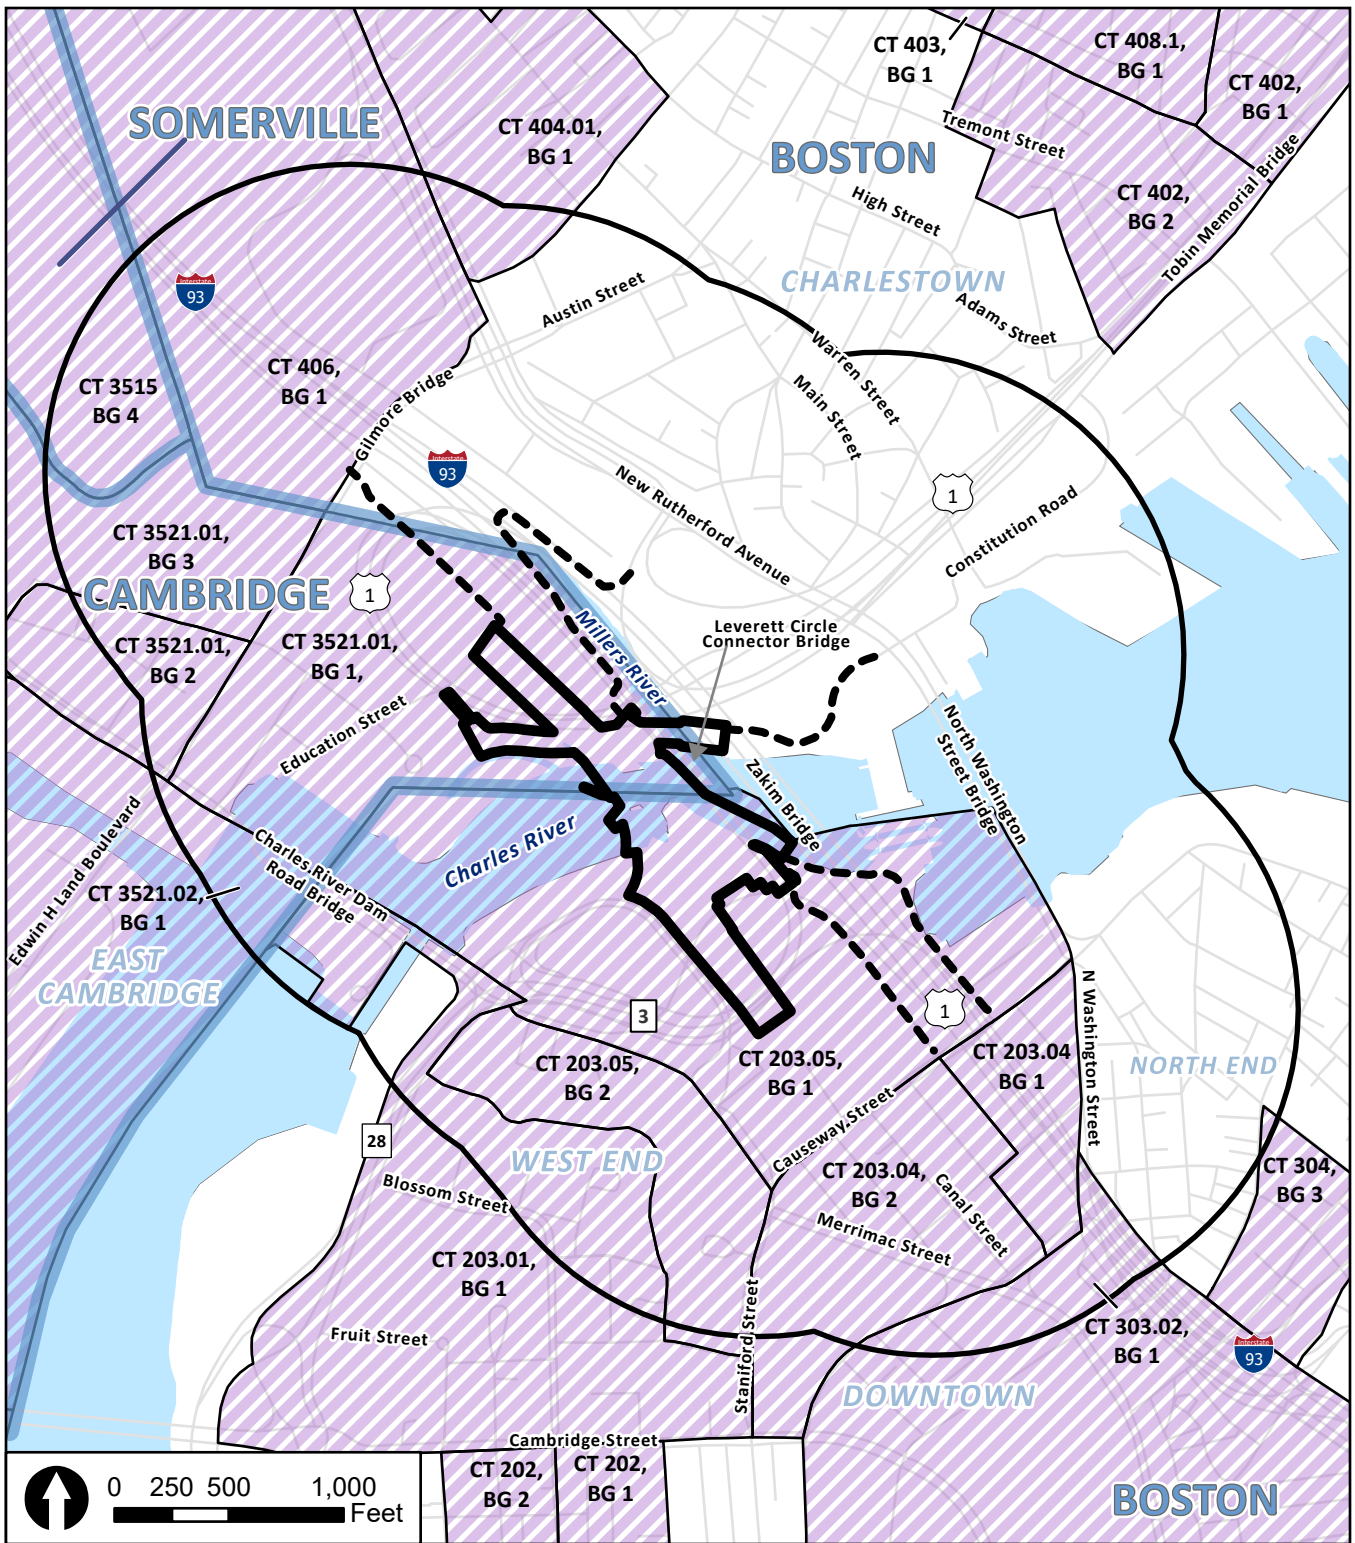 CT 403,
BG 1
CT 408.1,
BG 1
CT 402,
BG 1
SOMERVILLE
CT 404.01,
BG 1
Tremont Street
BOSTON
CT 402,
BG 2
High Street
Tobin Memorial Bridge
CHARLESTOWN
Interstate
93
Austin Street
Adams Street
Warren Street
CT 406,
BG 1
CT 3515
BG 4
Main Street
Gilmore Bridge
Interstate
93
New Rutherford Avenue
1
Constitution Road
CT 3521.01,
BG 3
CAMBRIDGE
1
Millers River
Leverett Circle
Connector Bridge
CT 3521.01,
BG 2
CT 3521.01,
BG 1,
Education Street
North Washington
Street Bridge
Zakim Bridge
Edwin H Land Boulevard
Charles River Dam
Road Bridge
Charles River
CT 3521.02,
BG 1
EAST
CAMBRIDGE
N Washington Street
3
1
CT 203.05,
BG 2
CT 203.05,
BG 1
CT 203.04
BG 1
NORTH END
Causeway Street
28
WEST END
CT 203.04,
BG 2
CT 304,
BG 3
Blossom Street
Canal Street
Merrimac Street
CT 203.01,
BG 1
Staniford Street
Fruit Street
CT 303.02,
BG 1
Interstate
93
DOWNTOWN
Cambridge Street
CT 202,
BG 2
CT 202,
BG 1
BOSTON
0 250 500 1,000
Feet